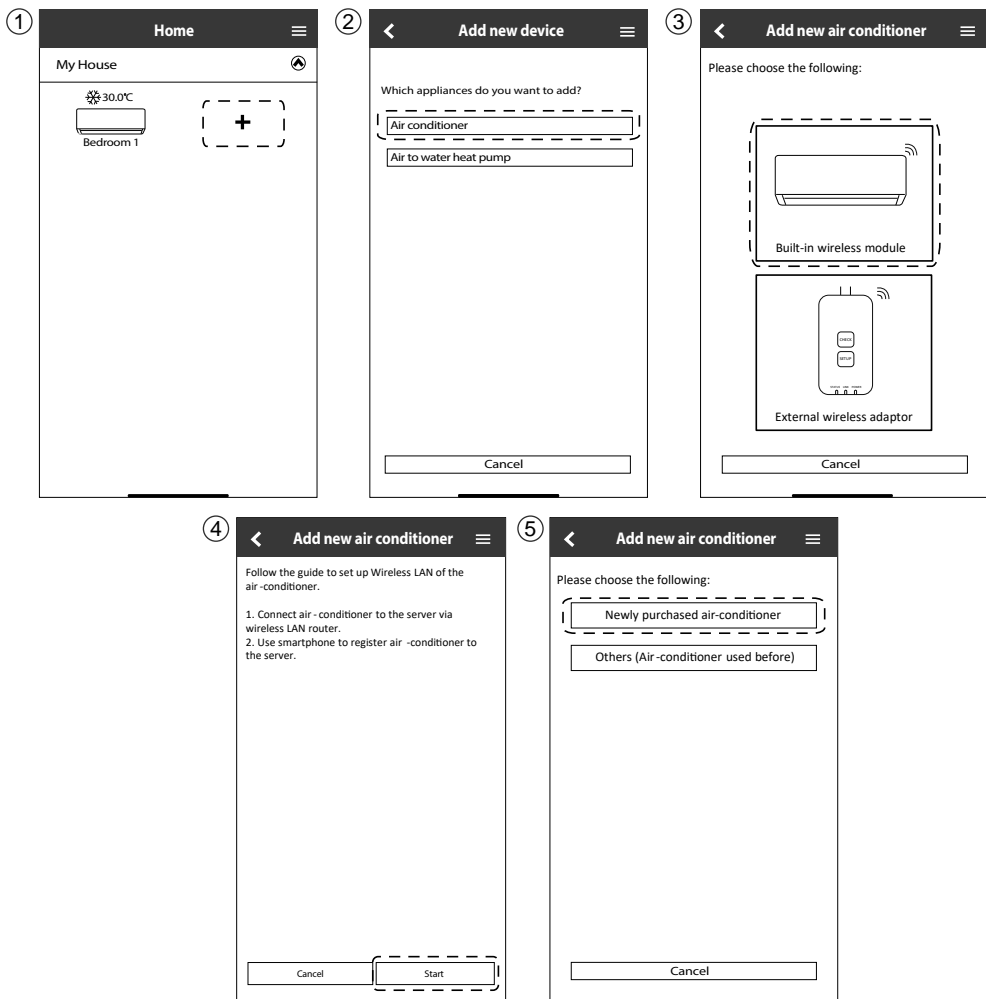 ①
Home
My House
30.0℃
+
Bedroom 1
②
Add new device
Which appliances do you want to add?
Air conditioner
Air to water heat pump
Cancel
③
Add new air conditioner
Please choose the following:
Built-in wireless module
CHECK
SETUP
STATUS LINK POWER
External wireless adaptor
Cancel
④
Add new air conditioner
Follow the guide to set up Wireless LAN of the
air -conditioner.
1. Connect air - conditioner to the server via
wireless LAN router.
2. Use smartphone to register air -conditioner to
the server.
Cancel
Start
⑤
Add new air conditioner
Please choose the following:
Newly purchased air-conditioner
Others (Air-conditioner used before)
Cancel